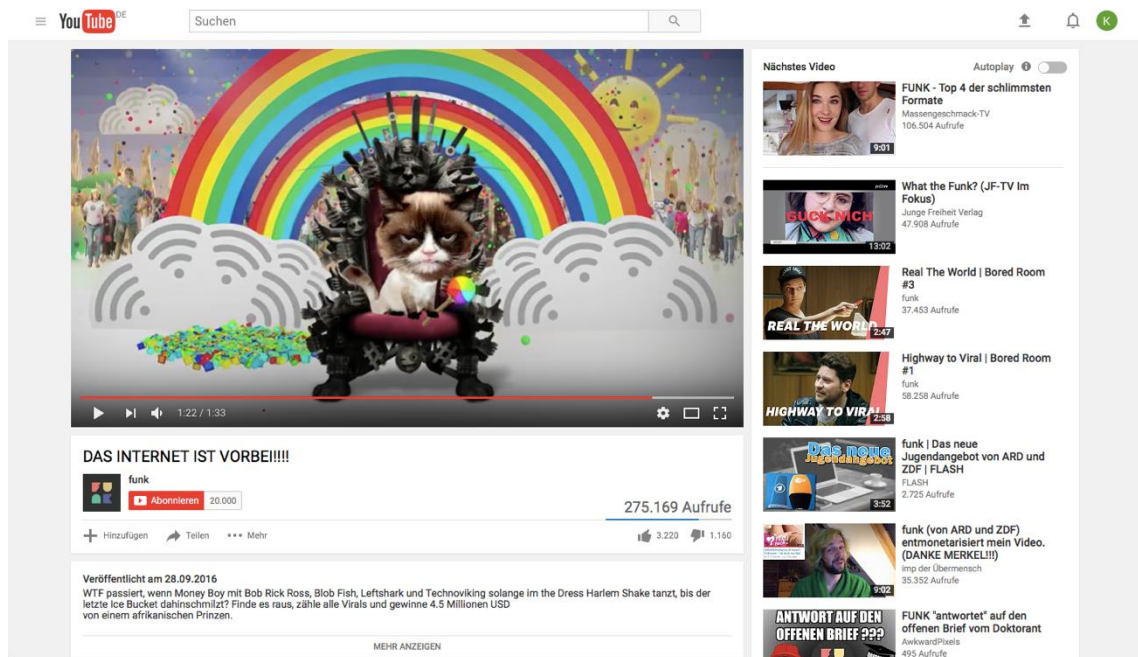 YouTube DE
Suchen
K
1:22 / 1:33
DAS INTERNET IST VORBEI!!!!
funk
Abonnieren 20.000
275.169 Aufrufe
Hinzufügen Teilen Mehr
3.220 1.160
Veröffentlicht am 28.09.2016
WTF passiert, wenn Money Boy mit Bob Rick Ross, Blob Fish, Leftshark und Technoviking solange im the Dress Harlem Shake tanzt, bis der
letzte Ice Bucket dahinschmilzt? Finde es raus, zähle alle Virals und gewinne 4.5 Millionen USD
von einem afrikanischen Prinzen.
MEHR ANZEIGEN
Nächstes Video Autoplay
9:01
FUNK - Top 4 der schlimmsten
Formate
Massengeschmack-TV
106.504 Aufrufe
GUCK NICH
13:02
What the Funk? (JF-TV Im
Fokus)
Junge Freiheit Verlag
47.908 Aufrufe
REAL THE WORLD
2:47
Real The World | Bored Room
#3
funk
37.453 Aufrufe
HIGHWAY TO VIRAL
2:58
Highway to Viral | Bored Room
#1
funk
58.258 Aufrufe
Das neue
Jugendangebot
3:52
funk | Das neue
Jugendangebot von ARD und
ZDF | FLASH
FLASH
2.725 Aufrufe
9:02
funk (von ARD und ZDF)
entmonetarisiert mein Video.
(DANKE MERKEL!!!)
imp der Übermensch
35.352 Aufrufe
ANTWORT AUF DEN
OFFENEN BRIEF ???
FUNK "antwortet" auf den
offenen Brief vom Doktorant
AwkwardPixels
495 Aufrufe